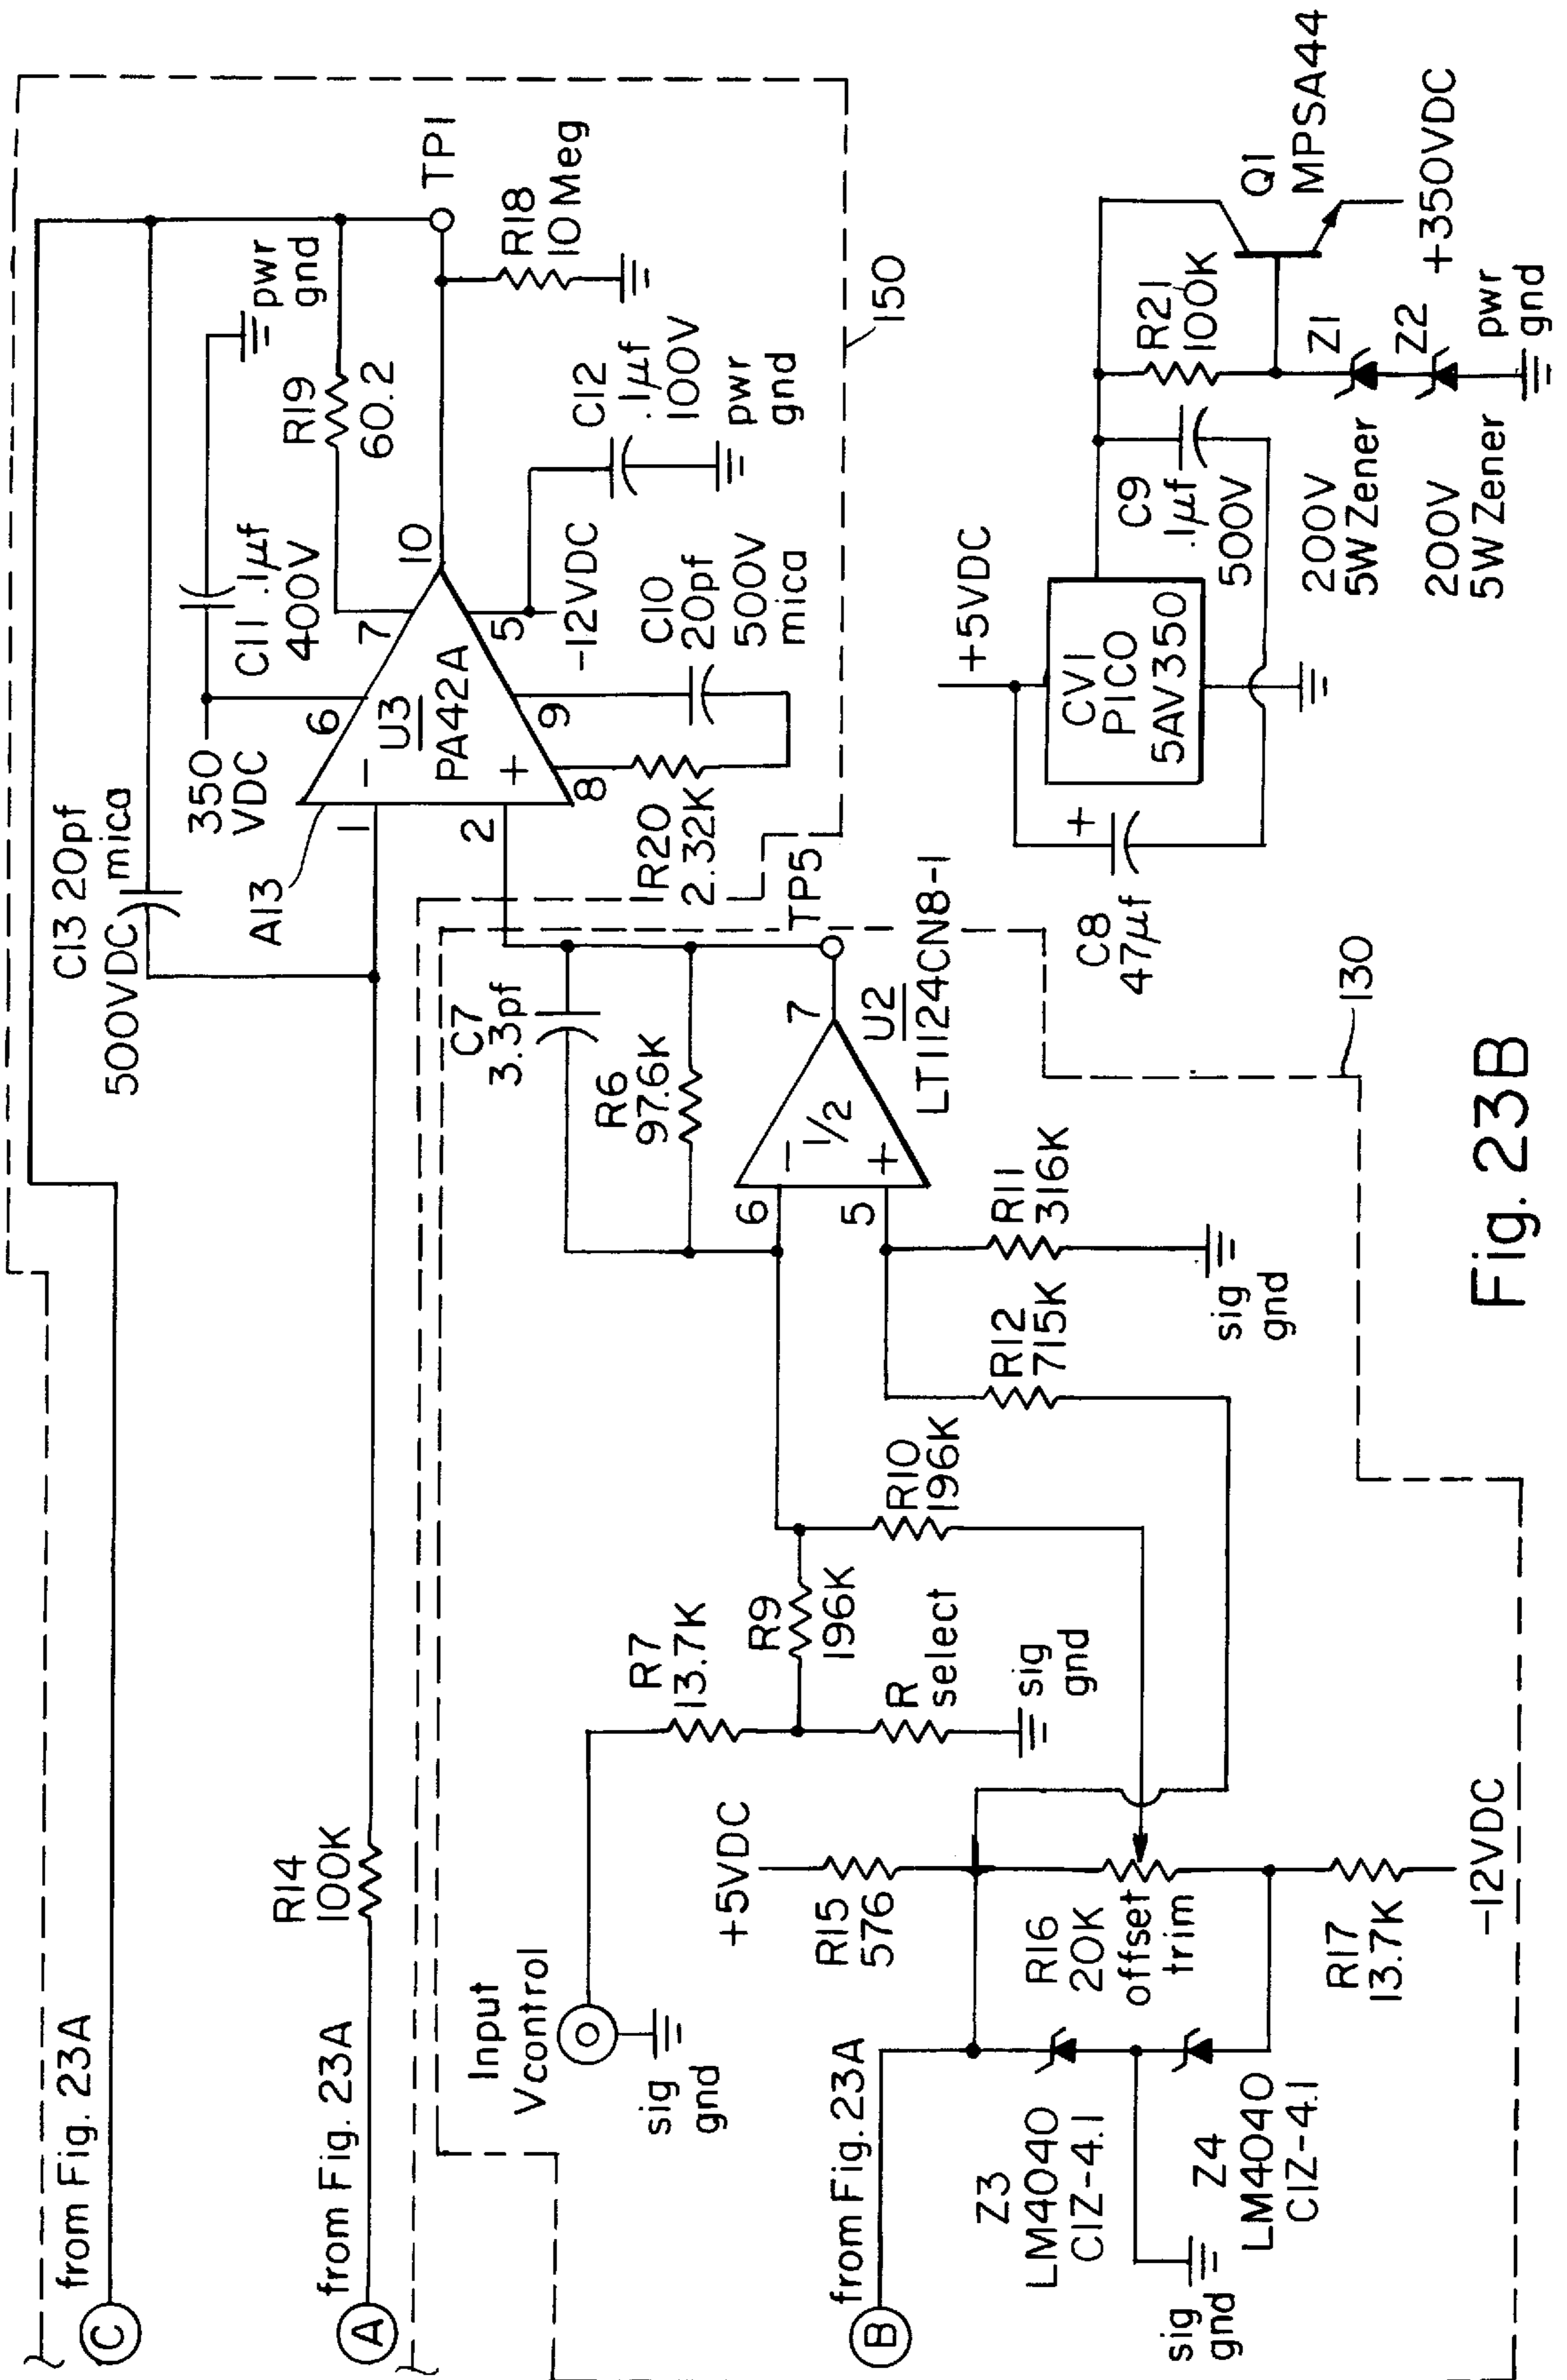 from Fig. 23A
C
C13 20pf
500VDC mica
350
VDC
6
C11 .1µf
400V
pwr
gnd
A13
1
2
−
+
U3
PA42A
7
10
R19
60.2
TP1
R18
10 Meg
5
-12VDC
C12
.1µf
100V
pwr
gnd
9
8
C10
20pf
500V
mica
R20
2.32K
150
from Fig. 23A
A
R14
100K
C7
3.3pf
R6
97.6K
TP5
6
5
−
+
1/2
7
U2
LT1124CN8-1
Input
Vcontrol
sig
gnd
R7
13.7K
R9
196K
R
select
sig
gnd
R10
196K
R12
715K
R11
316K
sig
gnd
130
from Fig. 23A
B
+5VDC
R15
576
R16
20K
offset
trim
R17
13.7K
-12VDC
Z3
LM4040
CIZ-4.1
Z4
LM4040
CIZ-4.1
sig
gnd
+5VDC
CV1
PICO
5AV350
C8
47µf
+
C9
.1µf
500V
R21
100K
Q1
MPSA44
+350VDC
Z1
200V
5W Zener
Z2
200V
5W Zener
pwr
gnd
Fig. 23B